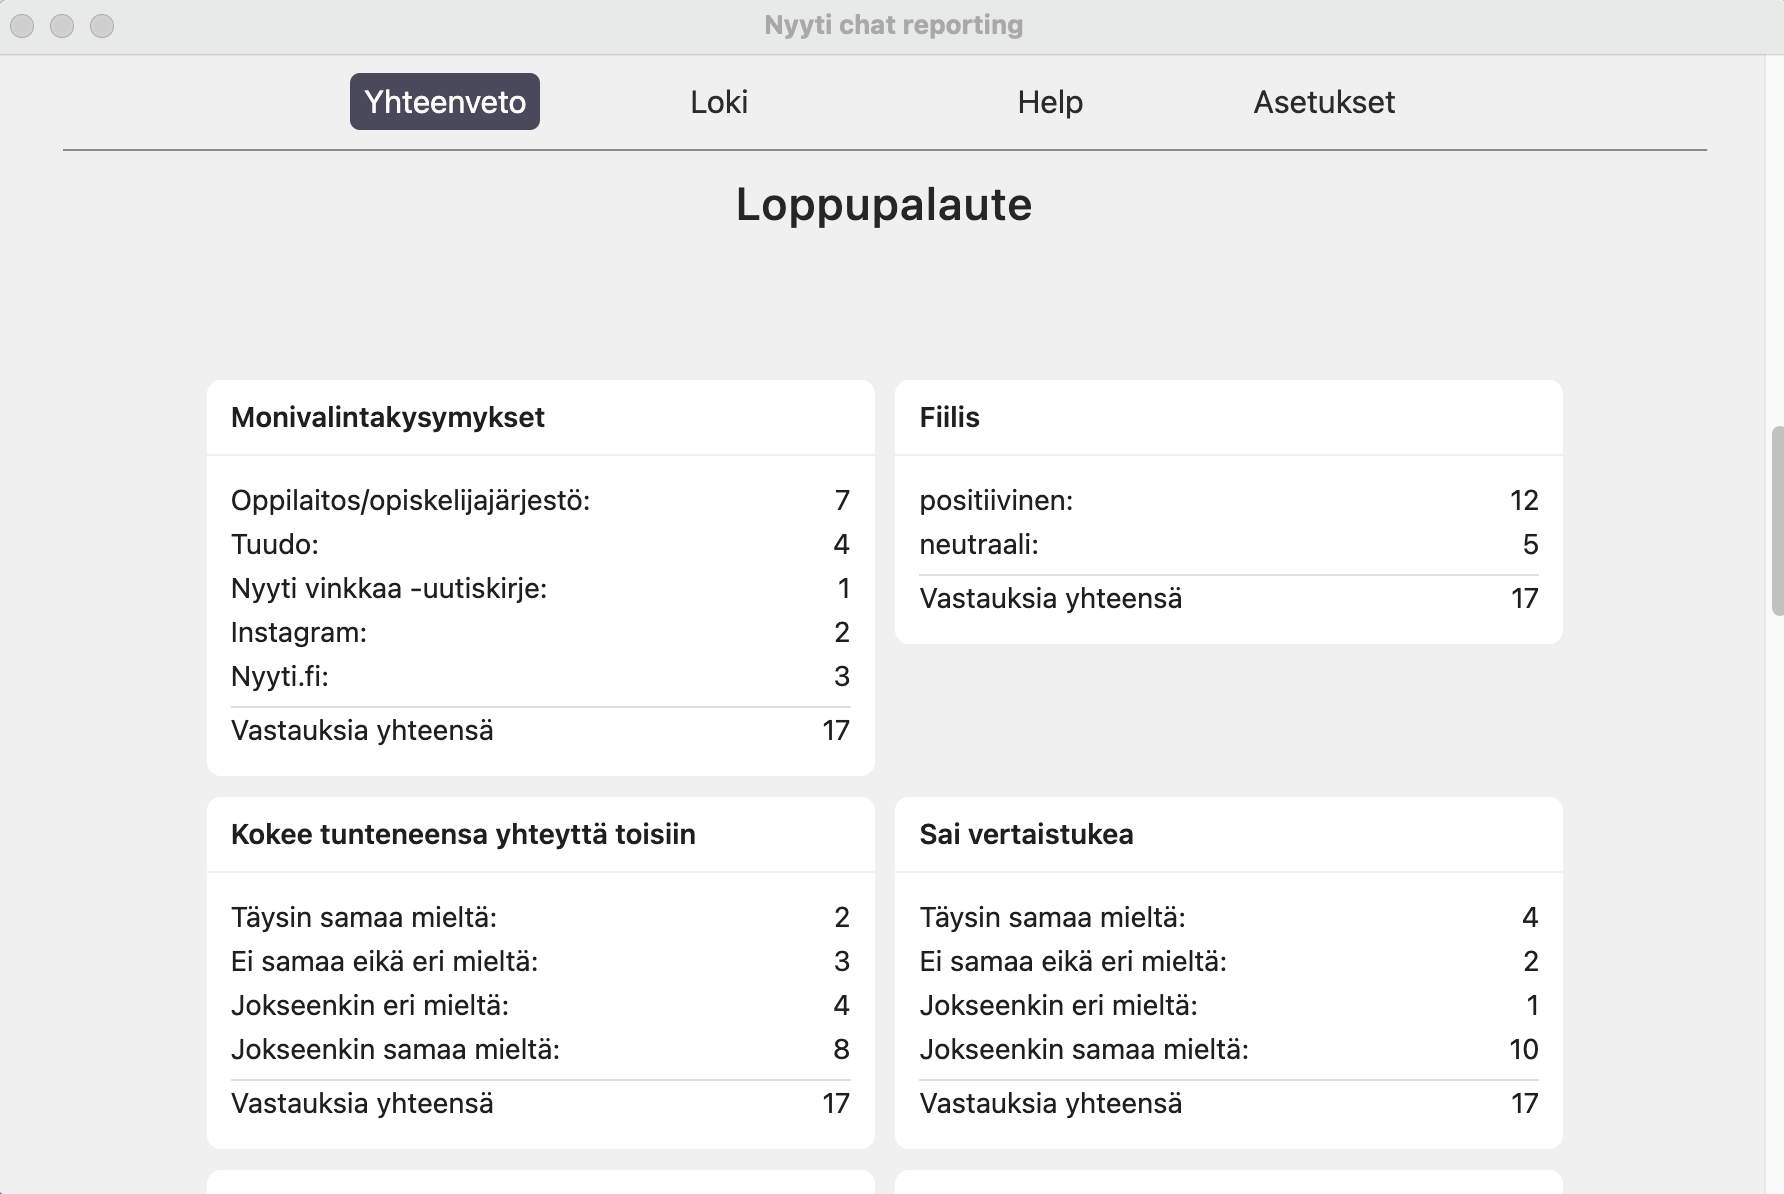 Nyyti chat reporting
Yhteenveto Loki Help Asetukset
Loppupalaute
Monivalintakysymykset
Oppilaitos/opiskelijajärjestö: 7
Tuudo: 4
Nyyti vinkkaa -uutiskirje: 1
Instagram: 2
Nyyti.fi: 3
Vastauksia yhteensä 17
Fiilis
positiivinen: 12
neutraali: 5
Vastauksia yhteensä 17
Kokee tunteneensa yhteyttä toisiin
Täysin samaa mieltä: 2
Ei samaa eikä eri mieltä: 3
Jokseenkin eri mieltä: 4
Jokseenkin samaa mieltä: 8
Vastauksia yhteensä 17
Sai vertaistukea
Täysin samaa mieltä: 4
Ei samaa eikä eri mieltä: 2
Jokseenkin eri mieltä: 1
Jokseenkin samaa mieltä: 10
Vastauksia yhteensä 17